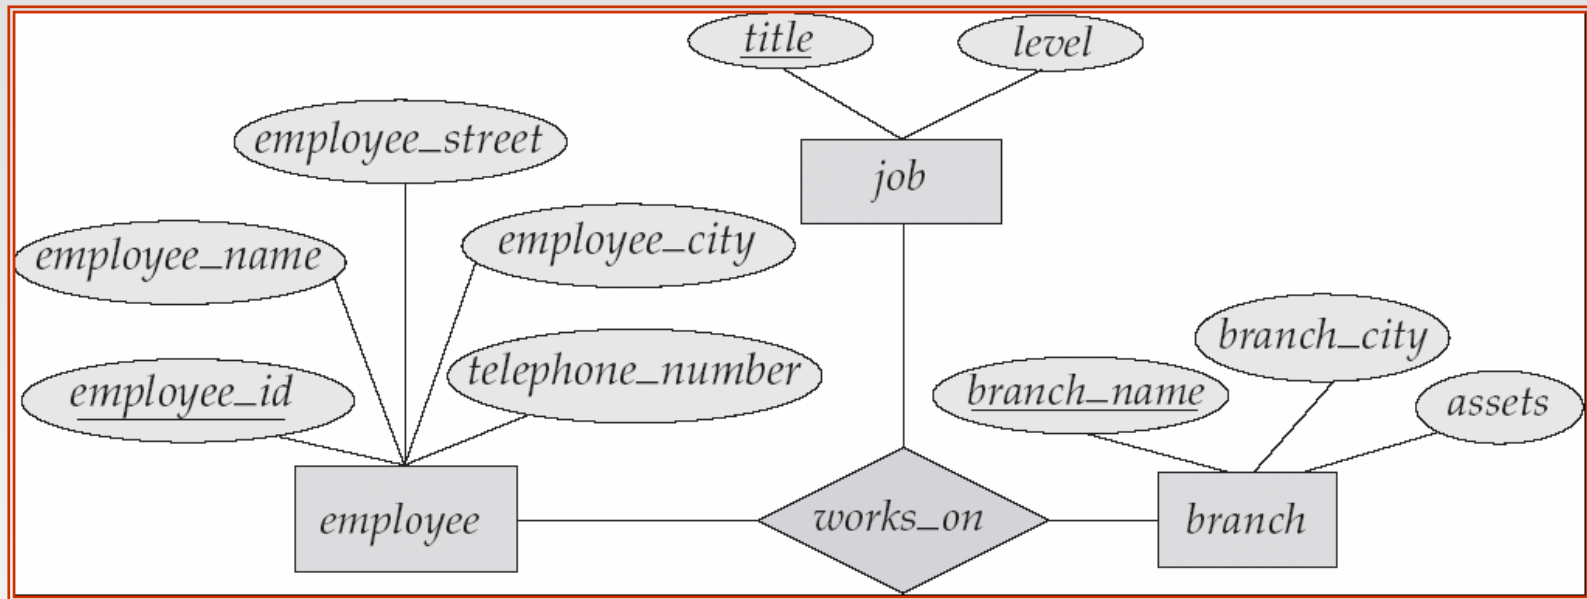 title
level
employee_street
job
employee_name
employee_city
branch_city
employee_id
telephone_number
branch_name
assets
employee
works_on
branch